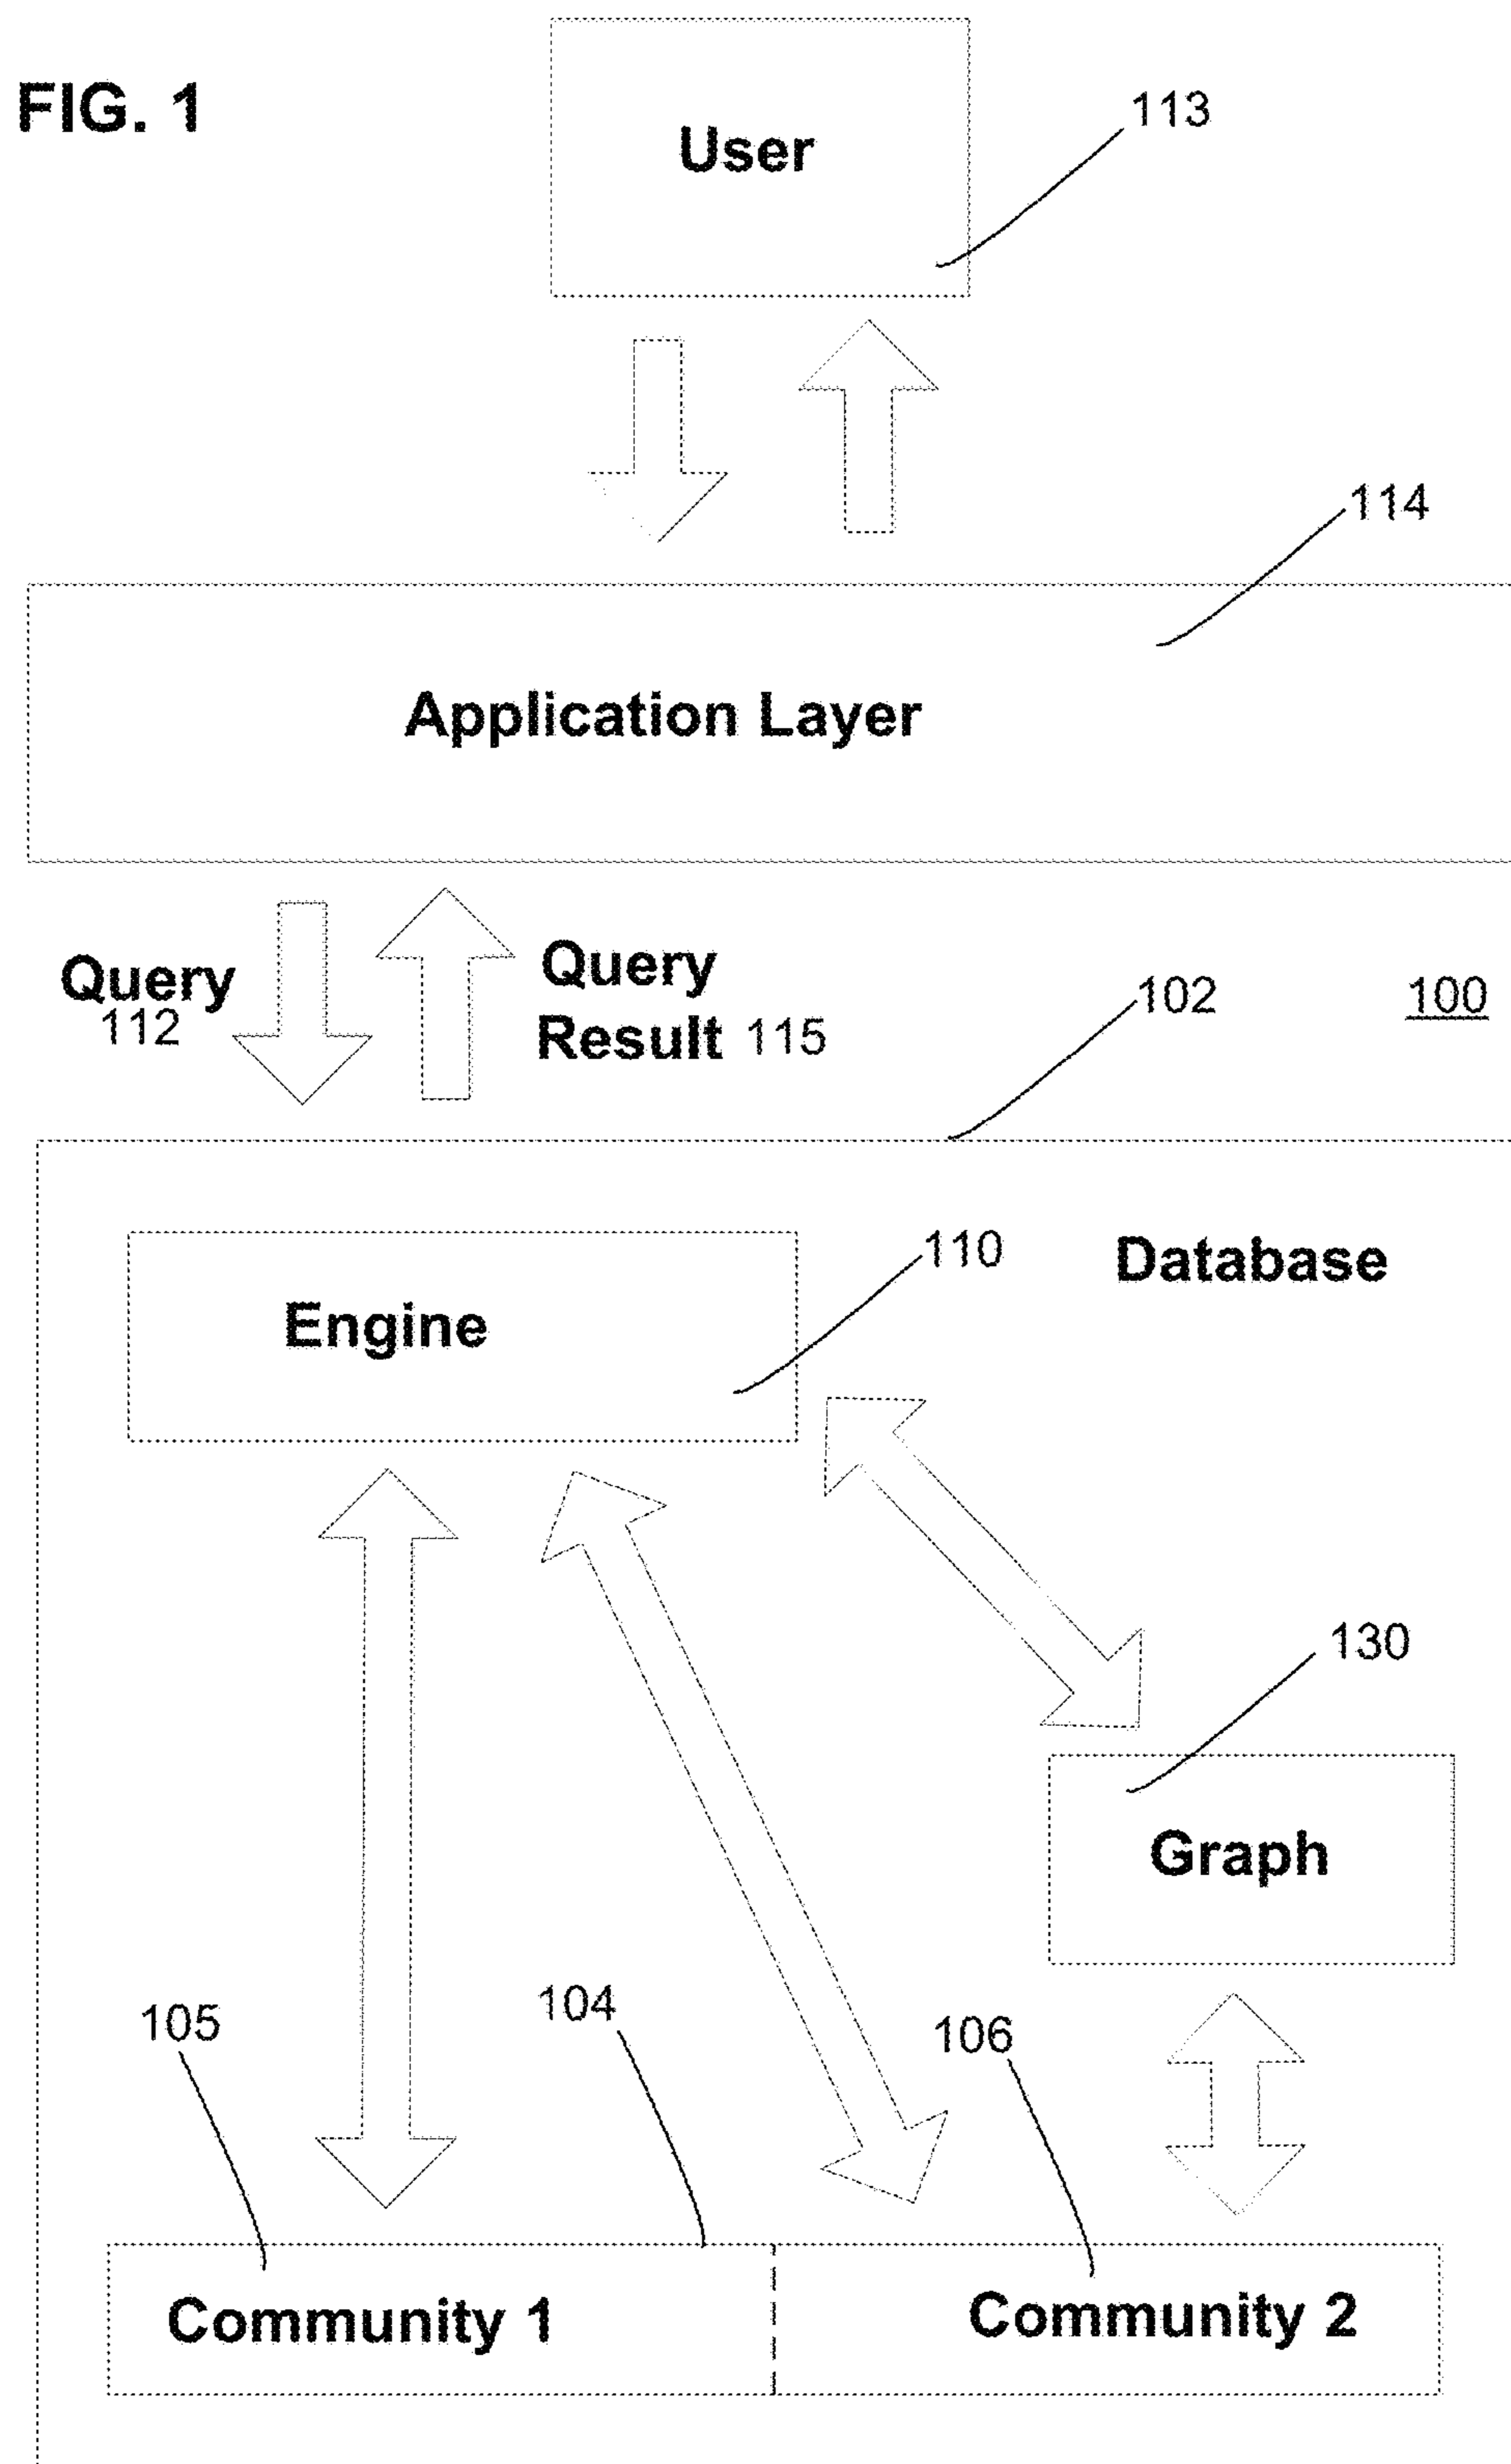 FIG. 1
113
User
114
Application Layer
Query
112
Query
Result 115
102
100
110
Database
Engine
130
Graph
105
104
106
Community 1
Community 2